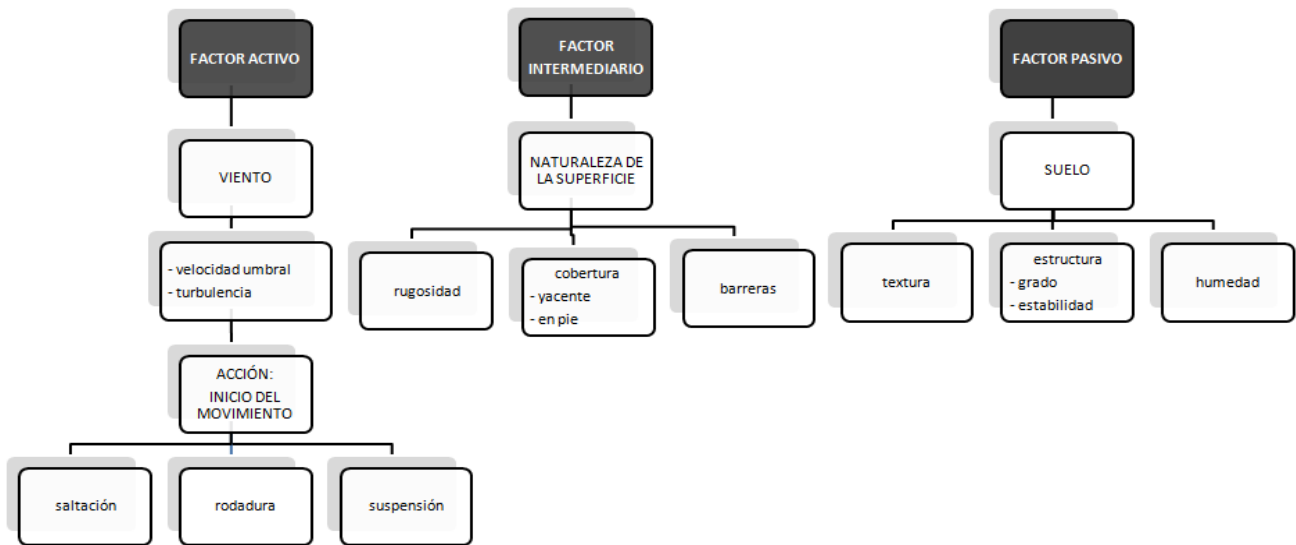 FACTOR ACTIVO
VIENTO
- velocidad umbral
- turbulencia
ACCIÓN:
INICIO DEL
MOVIMIENTO
saltación
rodadura
suspensión
FACTOR
INTERMEDIARIO
NATURALEZA DE
LA SUPERFICIE
rugosidad
cobertura
- yacente
- en pie
barreras
FACTOR PASIVO
SUELO
textura
estructura
- grado
- estabilidad
humedad